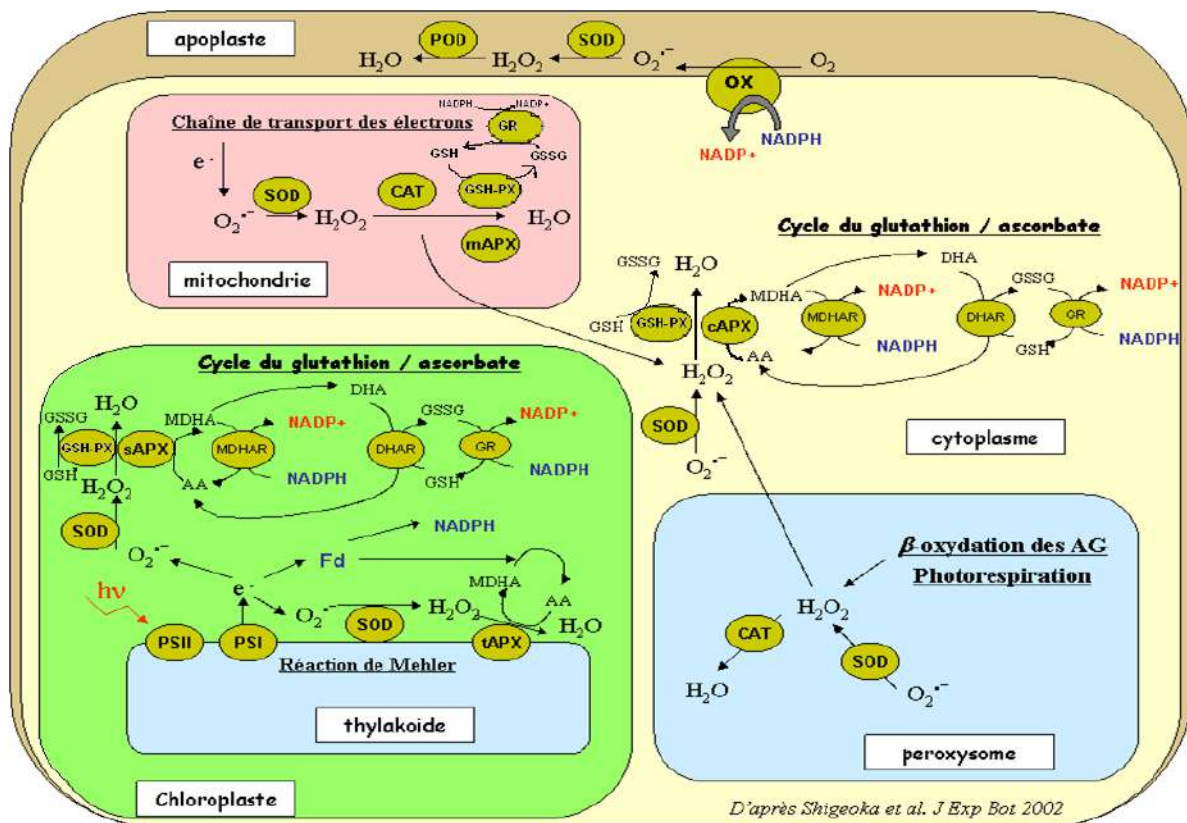 apoplaste
POD
SOD
H₂O
H₂O₂
O₂•⁻
O₂
OX
NADP+
NADPH
NADPH
NADP+
Chaîne de transport des électrons
GR
GSH
GSSG
e⁻
SOD
CAT
GSH-PX
O₂•⁻
H₂O₂
H₂O
mAPX
mitochondrie
Cycle du glutathion / ascorbate
GSSG
H₂O
MDHA
DHA
GSSG
NADP+
NADP+
GSH
GSH-PX
cAPX
MDHAR
DHAR
GR
AA
NADPH
GSH
NADPH
H₂O₂
SOD
O₂•⁻
cytoplasme
Cycle du glutathion / ascorbate
DHA
GSSG
H₂O
MDHA
GSSG
NADP+
NADP+
GSH-PX
sAPX
MDHAR
DHAR
GR
GSH
H₂O₂
AA
NADPH
GSH
NADPH
SOD
NADPH
O₂•⁻
Fd
hν
e⁻
MDHA
AA
O₂•⁻
H₂O₂
H₂O
PSII
PSI
SOD
tAPX
Réaction de Mehler
thylakoïde
Chloroplaste
β-oxydation des AG
Photorespiration
H₂O₂
CAT
SOD
H₂O
O₂•⁻
peroxysome
D'après Shigeoka et al. J Exp Bot 2002